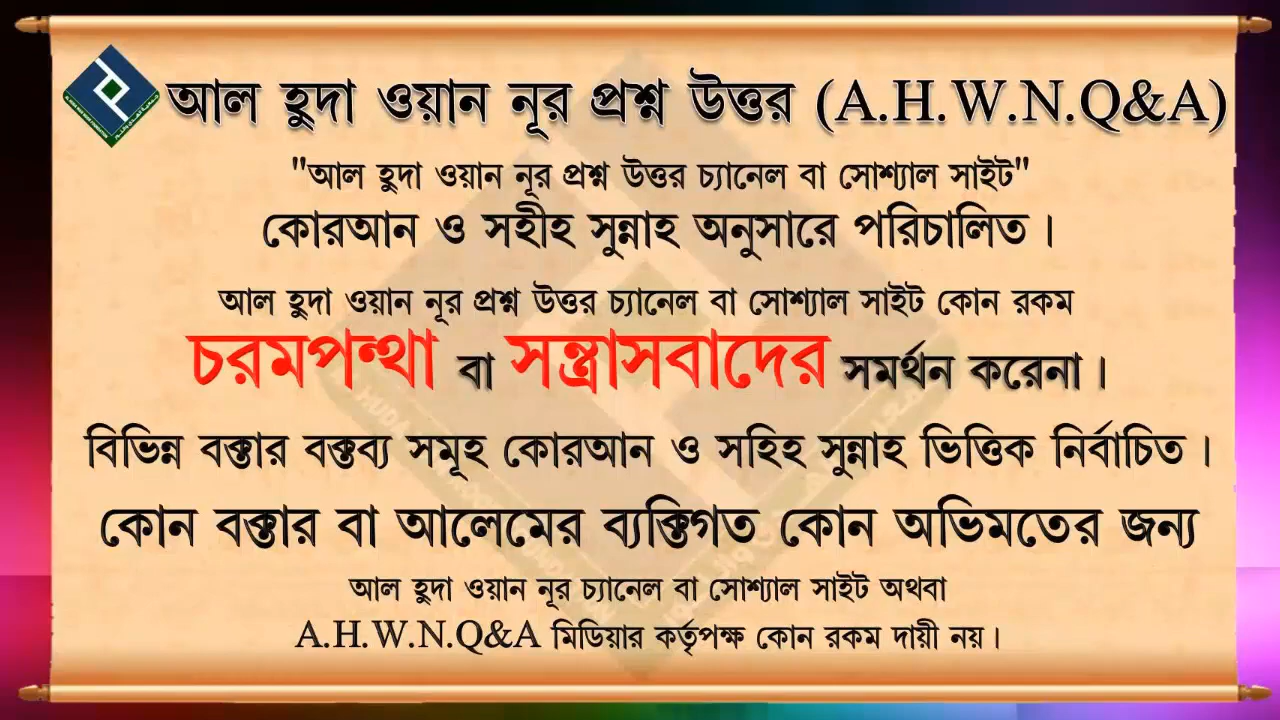 আল হুদা ওয়ান নূর প্রশ্ন উত্তর (A.H.W.N.Q&A)
"আল হুদা ওয়ান নূর প্রশ্ন উত্তর চ্যানেল বা সোশ্যাল সাইট"
কোরআন ও সহীহ সুন্নাহ অনুসারে পরিচালিত।
আল হুদা ওয়ান নূর প্রশ্ন উত্তর চ্যানেল বা সোশ্যাল সাইট কোন রকম
চরমপন্থা বা সন্ত্রাসবাদের সমর্থন করেনা।
বিভিন্ন বক্তার বক্তব্য সমূহ কোরআন ও সহিহ সুন্নাহ ভিত্তিক নির্বাচিত।
কোন বক্তার বা আলেমের ব্যক্তিগত কোন অভিমতের জন্য
আল হুদা ওয়ান নূর চ্যানেল বা সোশ্যাল সাইট অথবা
A.H.W.N.Q&A মিডিয়ার কর্তৃপক্ষ কোন রকম দায়ী নয়।